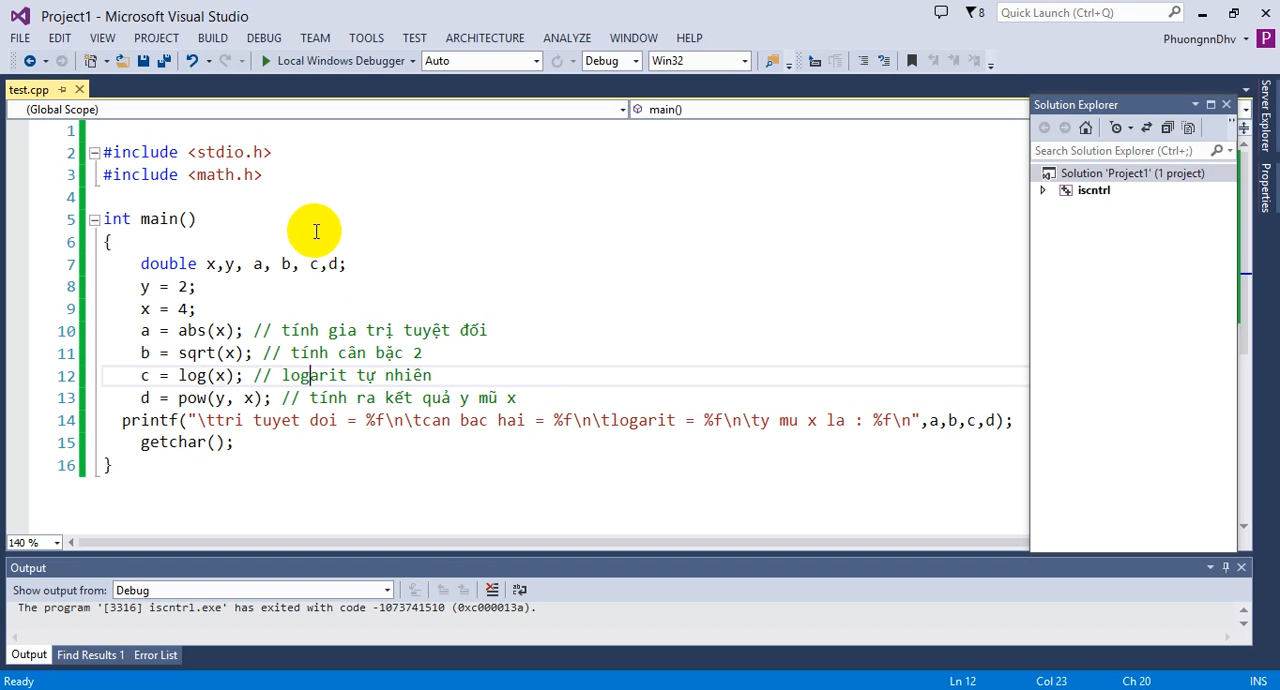 Project1 - Microsoft Visual Studio
8
Quick Launch (Ctrl+Q)
FILE EDIT VIEW PROJECT BUILD DEBUG TEAM TOOLS TEST ARCHITECTURE ANALYZE WINDOW HELP
PhuongnnDhv
P
Local Windows Debugger
Auto
Debug
Win32
test.cpp
(Global Scope)
main()
1
2 #include <stdio.h>
3 #include <math.h>
4
5 int main()
6 {
7 double x,y, a, b, c,d;
8 y = 2;
9 x = 4;
10 a = abs(x); // tính gia trị tuyệt đối
11 b = sqrt(x); // tính cân bặc 2
12 c = log(x); // logarit tự nhiên
13 d = pow(y, x); // tính ra kết quả y mũ x
14 printf("\ttri tuyet doi = %f\n\tcan bac hai = %f\n\tlogarit = %f\n\ty mu x la : %f\n",a,b,c,d);
15 getchar();
16 }
140 %
Solution Explorer
Search Solution Explorer (Ctrl+;)
Solution 'Project1' (1 project)
iscntrl
Server Explorer
Properties
Output
Show output from: Debug
The program '[3316] iscntrl.exe' has exited with code -1073741510 (0xc000013a).
Output Find Results 1 Error List
Ready
Ln 12 Col 23 Ch 20 INS